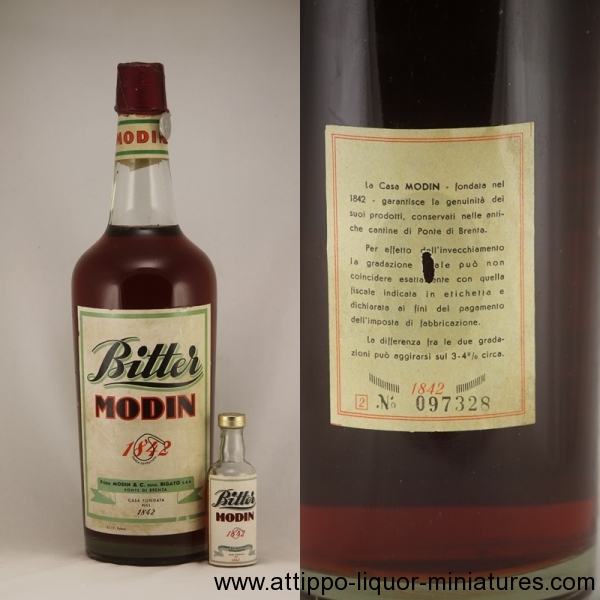 MODIN
Bitter
MODIN
1842
MODIN & C. BIGATO
PONTE DI BRENTA
CASA FONDATA
NEL
1842
Bitter
MODIN
1842
La Casa MODIN - fondata nel
1842 - garantisce la genuinità dei
suoi prodotti, conservati nelle anti-
che cantine di Ponte di Brenta.
Per effetto dell'invecchiamento
la gradazione può non
coincidere esattamente con quella
fiscale indicata in etichetta e
dichiarata ai fini del pagamento
dell'imposta di fabbricazione.
La differenza fra le due grada-
zioni può aggirarsi sul 3-4% circa.
1842
2 No 097328
www.attippo-liquor-miniatures.com